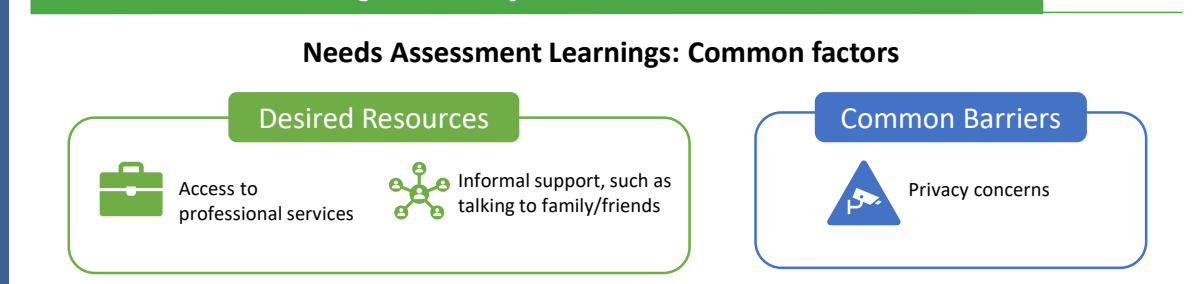 Needs Assessment Learnings: Common factors
Desired Resources
Access to
professional services
Informal support, such as
talking to family/friends
Common Barriers
Privacy concerns